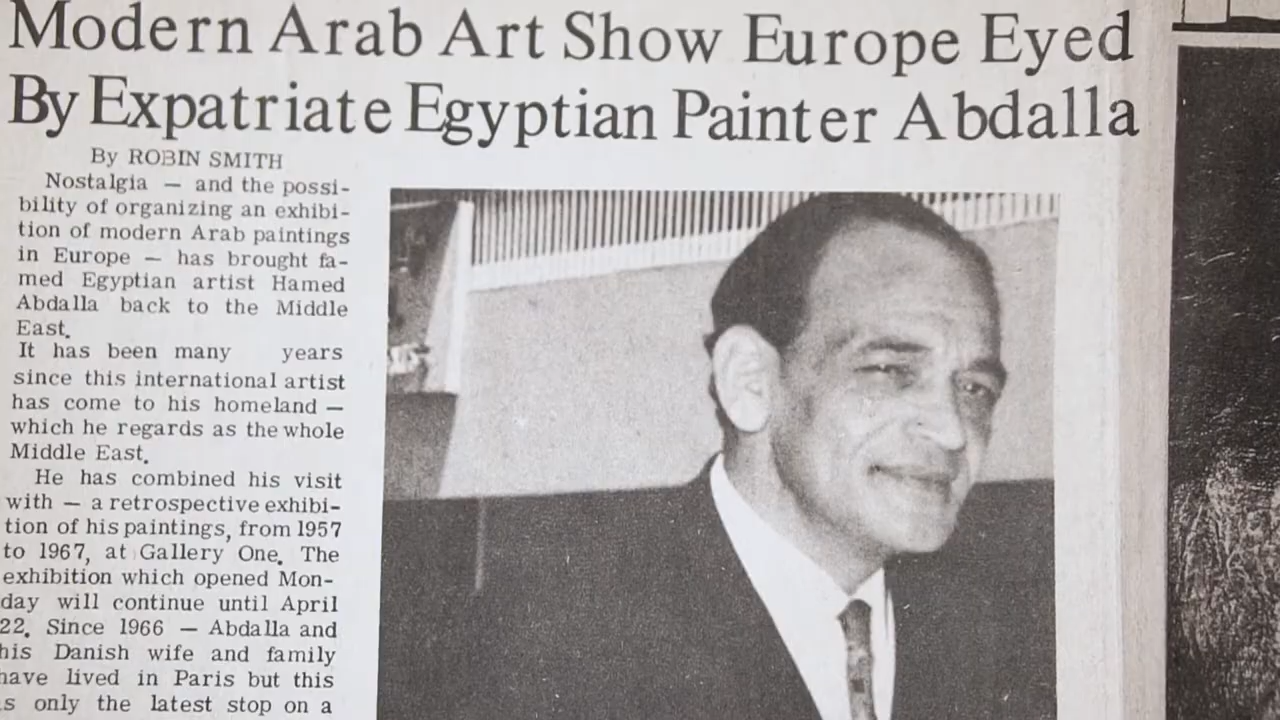 Modern Arab Art Show Europe Eyed
By Expatriate Egyptian Painter Abdalla
By ROBIN SMITH
Nostalgia — and the possi-
bility of organizing an exhibi-
tion of modern Arab paintings
in Europe — has brought fa-
med Egyptian artist Hamed
Abdalla back to the Middle
East.
It has been many years
since this international artist
has come to his homeland —
which he regards as the whole
Middle East.
He has combined his visit
with — a retrospective exhibi-
tion of his paintings, from 1957
to 1967, at Gallery One. The
exhibition which opened Mon-
day will continue until April
22. Since 1966 — Abdalla and
his Danish wife and family
have lived in Paris but this
s only the latest stop on a